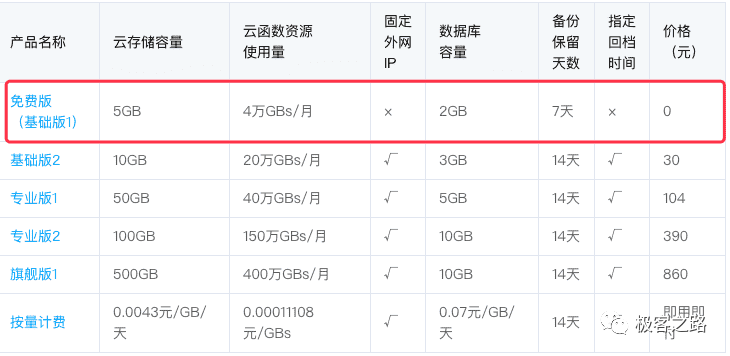 产品名称 云存储容量 云函数资源使用量 固定外网IP 数据库容量 备份保留天数 指定回档时间 价格（元）
免费版（基础版1） 5GB 4万GBs/月 × 2GB 7天 × 0
基础版2 10GB 20万GBs/月 √ 3GB 14天 √ 30
专业版1 50GB 40万GBs/月 √ 5GB 14天 √ 104
专业版2 100GB 150万GBs/月 √ 10GB 14天 √ 390
旗舰版1 500GB 400万GBs/月 √ 10GB 14天 √ 860
按量计费 0.0043元/GB/天 0.00011108元/GBs √ 0.07元/GB/天 14天 即用即付
极客之路